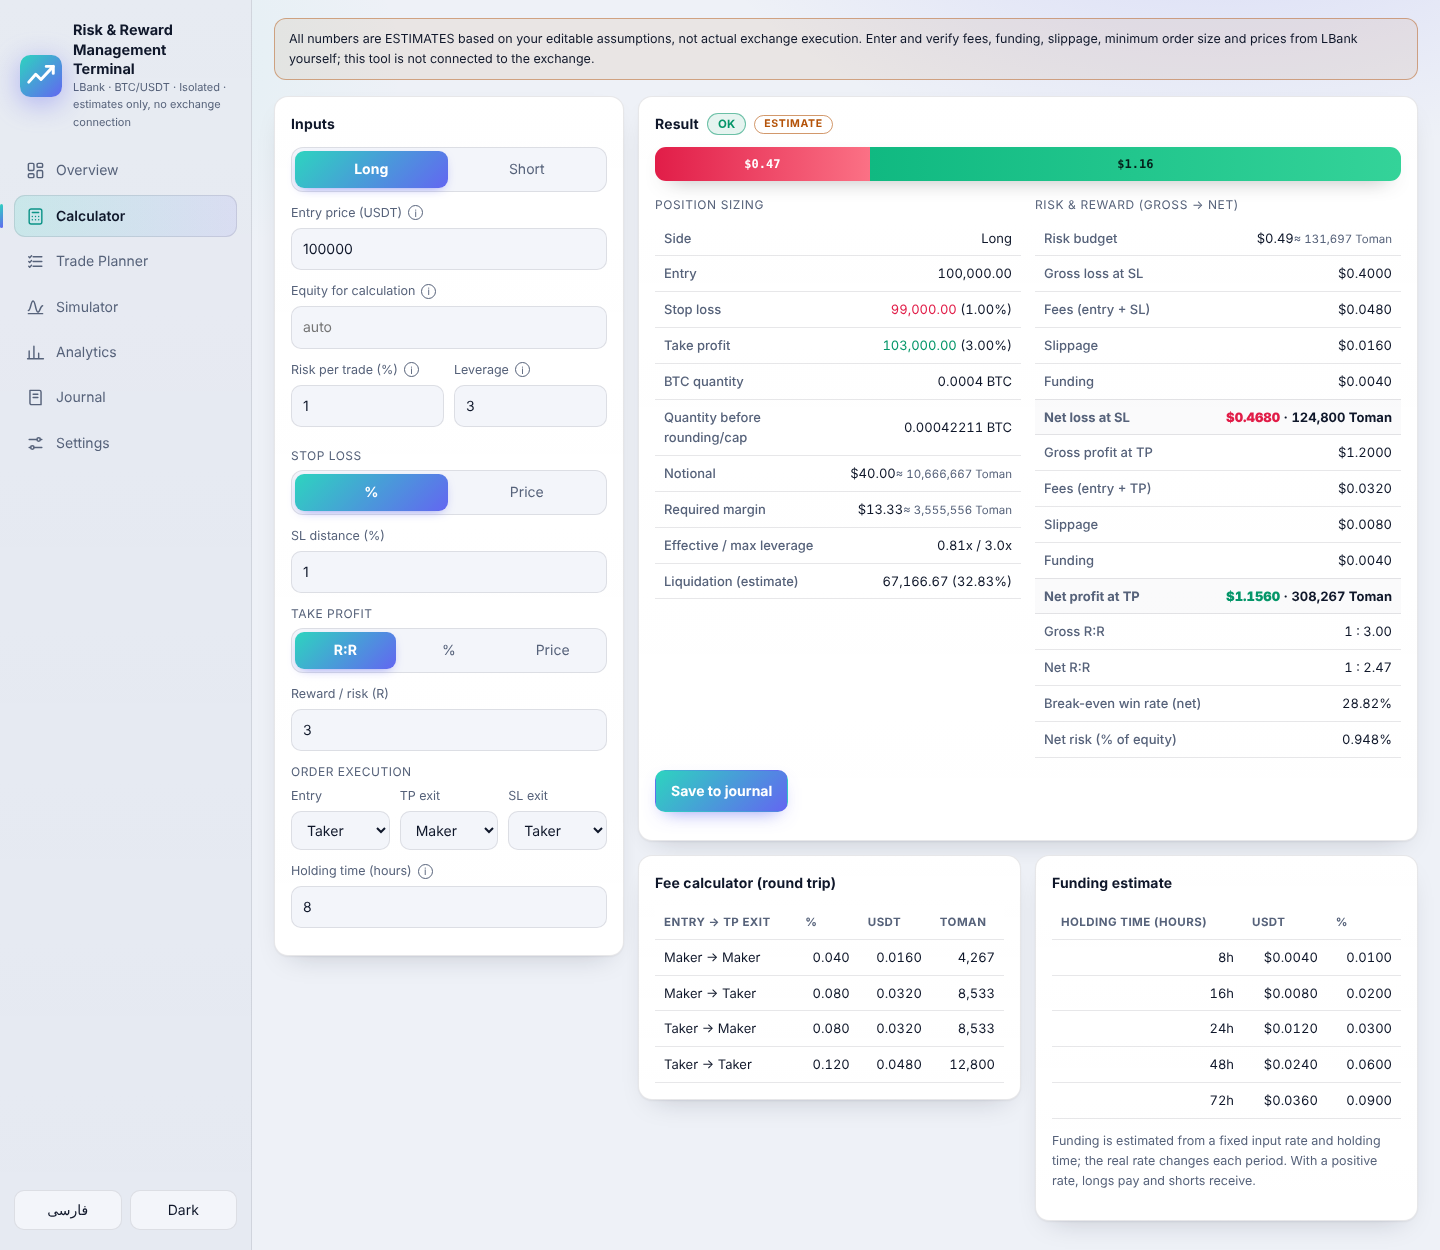 Risk & Reward
Management
Terminal
LBank · BTC/USDT · Isolated ·
estimates only, no exchange
connection
Overview
Calculator
Trade Planner
Simulator
Analytics
Journal
Settings
فارسی
Dark
All numbers are ESTIMATES based on your editable assumptions, not actual exchange execution. Enter and verify fees, funding, slippage, minimum order size and prices from LBank
yourself; this tool is not connected to the exchange.
Inputs
Long
Short
Entry price (USDT)
100000
Equity for calculation
auto
Risk per trade (%)
Leverage
1
3
STOP LOSS
%
Price
SL distance (%)
1
TAKE PROFIT
R:R
%
Price
Reward / risk (R)
3
ORDER EXECUTION
Entry
TP exit
SL exit
Taker
Maker
Taker
Holding time (hours)
8
Result
OK
ESTIMATE
$0.47
$1.16
POSITION SIZING
Side Long
Entry 100,000.00
Stop loss 99,000.00 (1.00%)
Take profit 103,000.00 (3.00%)
BTC quantity 0.0004 BTC
Quantity before
rounding/cap
0.00042211 BTC
Notional $40.00≈ 10,666,667 Toman
Required margin $13.33≈ 3,555,556 Toman
Effective / max leverage 0.81x / 3.0x
Liquidation (estimate) 67,166.67 (32.83%)
RISK & REWARD (GROSS → NET)
Risk budget $0.49≈ 131,697 Toman
Gross loss at SL $0.4000
Fees (entry + SL) $0.0480
Slippage $0.0160
Funding $0.0040
Net loss at SL $0.4680 · 124,800 Toman
Gross profit at TP $1.2000
Fees (entry + TP) $0.0320
Slippage $0.0080
Funding $0.0040
Net profit at TP $1.1560 · 308,267 Toman
Gross R:R 1 : 3.00
Net R:R 1 : 2.47
Break-even win rate (net) 28.82%
Net risk (% of equity) 0.948%
Save to journal
Fee calculator (round trip)
ENTRY → TP EXIT % USDT TOMAN
Maker → Maker 0.040 0.0160 4,267
Maker → Taker 0.080 0.0320 8,533
Taker → Maker 0.080 0.0320 8,533
Taker → Taker 0.120 0.0480 12,800
Funding estimate
HOLDING TIME (HOURS) USDT %
8h $0.0040 0.0100
16h $0.0080 0.0200
24h $0.0120 0.0300
48h $0.0240 0.0600
72h $0.0360 0.0900
Funding is estimated from a fixed input rate and holding
time; the real rate changes each period. With a positive
rate, longs pay and shorts receive.